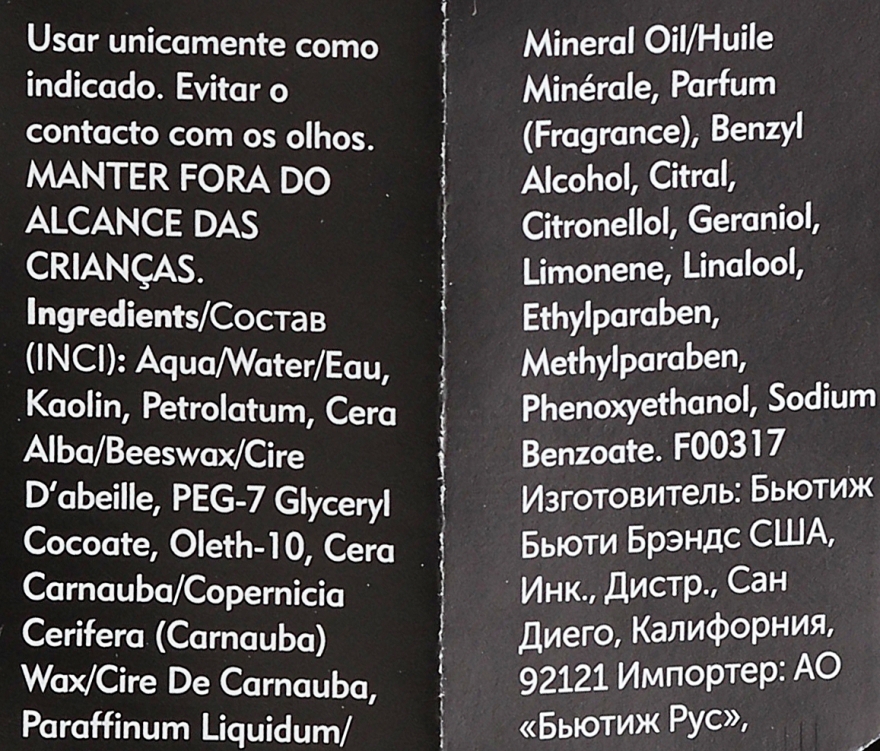 Usar unicamente como
indicado. Evitar o
contacto com os olhos.
MANTER FORA DO
ALCANCE DAS
CRIANÇAS.
Ingredients/Состав
(INCI): Aqua/Water/Eau,
Kaolin, Petrolatum, Cera
Alba/Beeswax/Cire
D'abeille, PEG-7 Glyceryl
Cocoate, Oleth-10, Cera
Carnauba/Copernicia
Cerifera (Carnauba)
Wax/Cire De Carnauba,
Paraffinum Liquidum/
Mineral Oil/Huile
Minérale, Parfum
(Fragrance), Benzyl
Alcohol, Citral,
Citronellol, Geraniol,
Limonene, Linalool,
Ethylparaben,
Methylparaben,
Phenoxyethanol, Sodium
Benzoate. F00317
Изготовитель: Бьютиж
Бьюти Брэндс США,
Инк., Дистр., Сан
Диего, Калифорния,
92121 Импортер: АО
«Бьютиж Рус»,